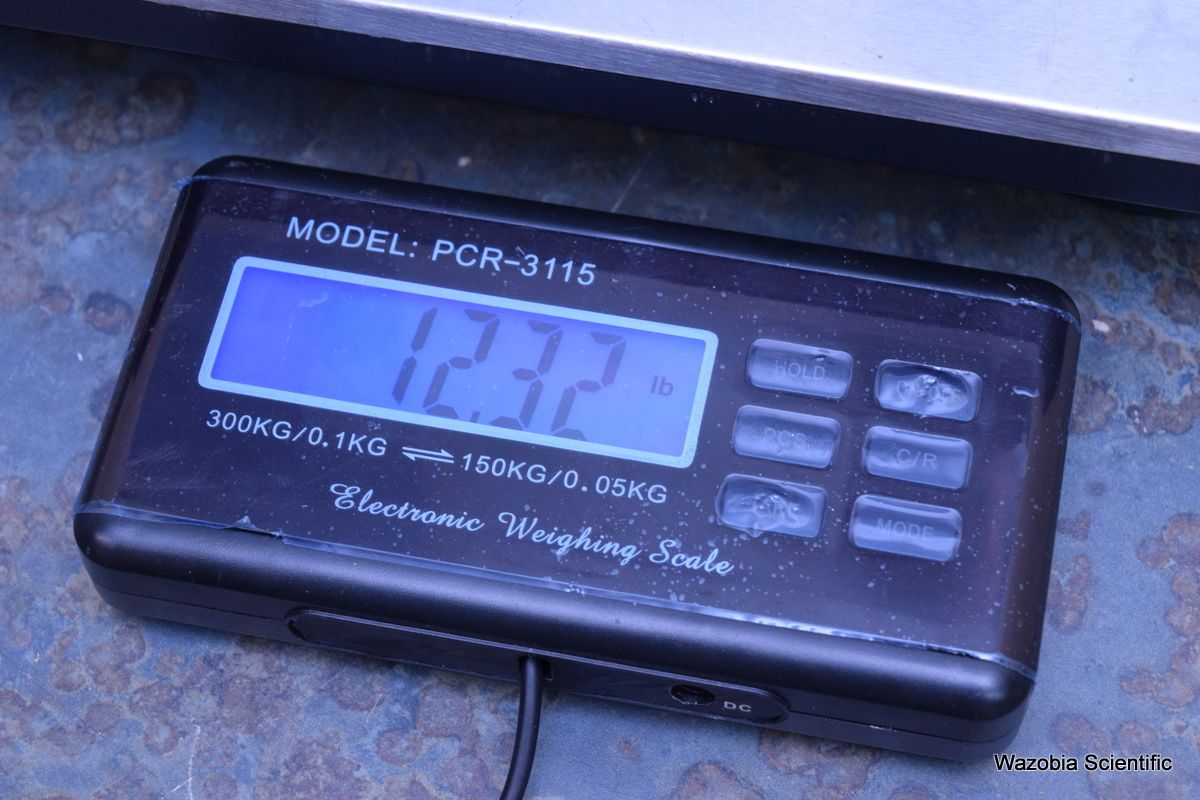 MODEL: PCR-3115
12.32 lb
300KG/0.1KG ⇌ 150KG/0.05KG
Electronic Weighing Scale
HOLD
PCS
C/R
MODE
DC
Wazobia Scientific